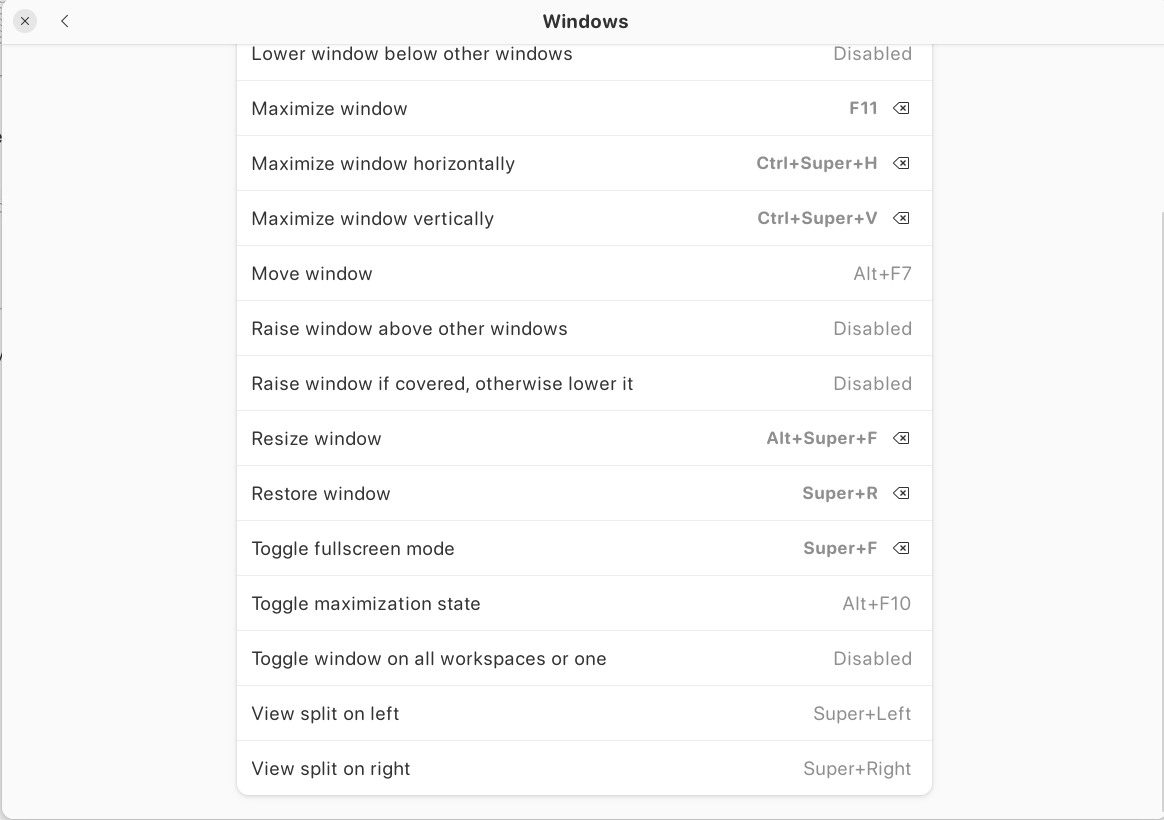 Windows
Lower window below other windows Disabled
Maximize window F11
Maximize window horizontally Ctrl+Super+H
Maximize window vertically Ctrl+Super+V
Move window Alt+F7
Raise window above other windows Disabled
Raise window if covered, otherwise lower it Disabled
Resize window Alt+Super+F
Restore window Super+R
Toggle fullscreen mode Super+F
Toggle maximization state Alt+F10
Toggle window on all workspaces or one Disabled
View split on left Super+Left
View split on right Super+Right